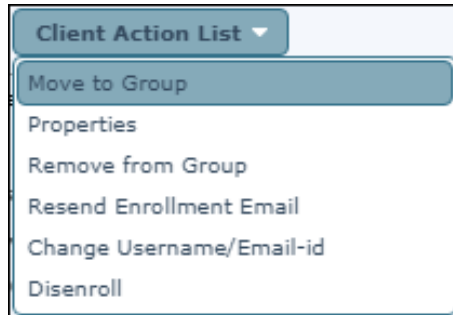 Client Action List
Move to Group
Properties
Remove from Group
Resend Enrollment Email
Change Username/Email-id
Disenroll